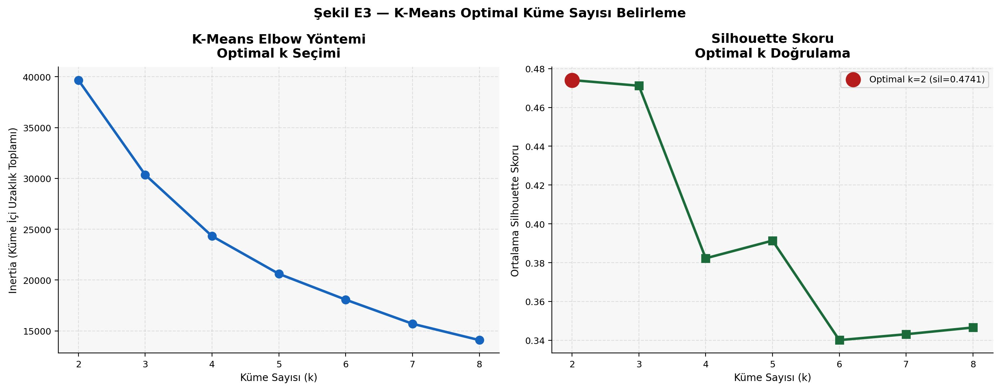 Şekil E3 — K-Means Optimal Küme Sayısı Belirleme
K-Means Elbow Yöntemi
Optimal k Seçimi
Inertia (Küme İçi Uzaklık Toplamı)
40000
35000
30000
25000
20000
15000
2 3 4 5 6 7 8
Küme Sayısı (k)
Silhouette Skoru
Optimal k Doğrulama
Ortalama Silhouette Skoru
0.48
0.46
0.44
0.42
0.40
0.38
0.36
0.34
Optimal k=2 (sil=0.4741)
2 3 4 5 6 7 8
Küme Sayısı (k)